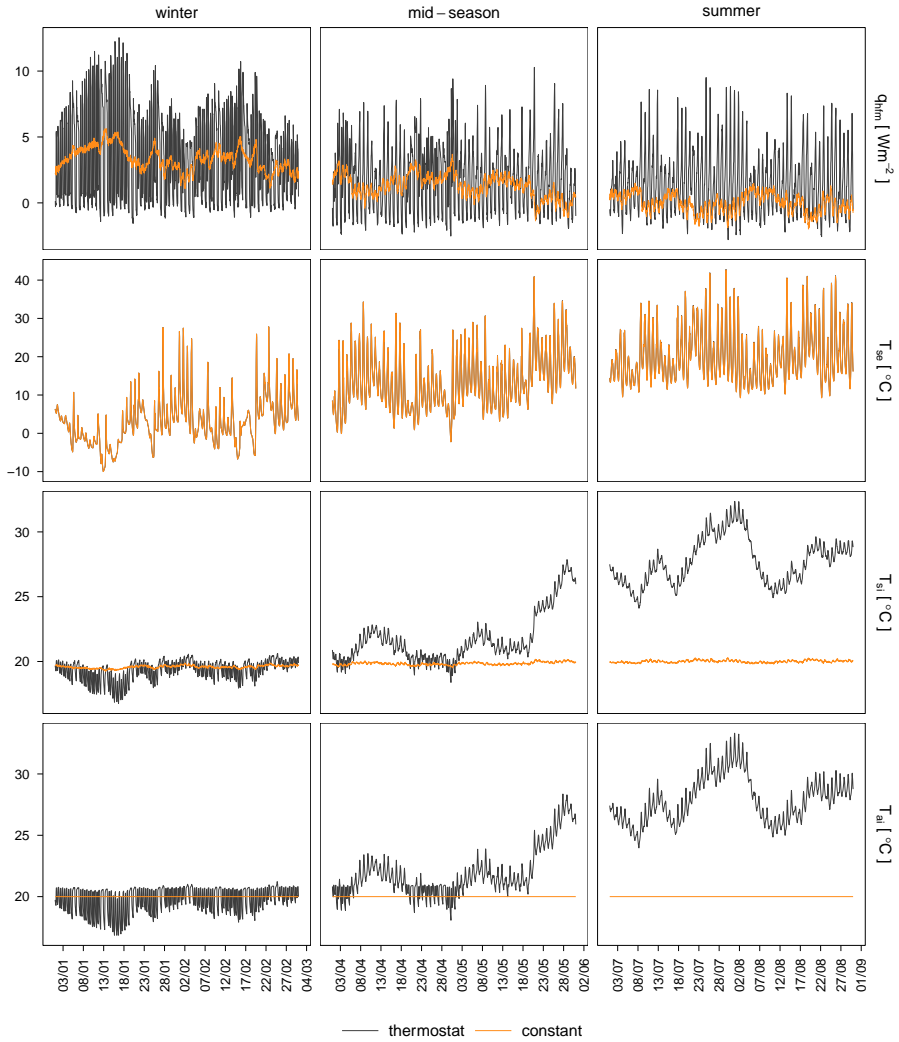 winter
mid − season
summer
10
5
0
q_hfm [ Wm⁻² ]
40
30
20
10
0
−10
T_se [ °C ]
30
25
20
T_si [ °C ]
30
25
20
T_ai [ °C ]
03/01 08/01 13/01 18/01 23/01 28/01 02/02 07/02 12/02 17/02 22/02 27/02 04/03
03/04 08/04 13/04 18/04 23/04 28/04 03/05 08/05 13/05 18/05 23/05 28/05 02/06
03/07 08/07 13/07 18/07 23/07 28/07 02/08 07/08 12/08 17/08 22/08 27/08 01/09
thermostat constant